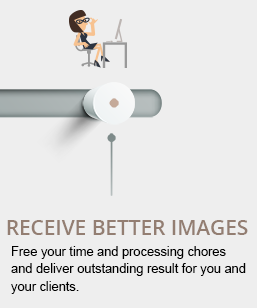 RECEIVE BETTER IMAGES
Free your time and processing chores
and deliver outstanding result for you and
your clients.